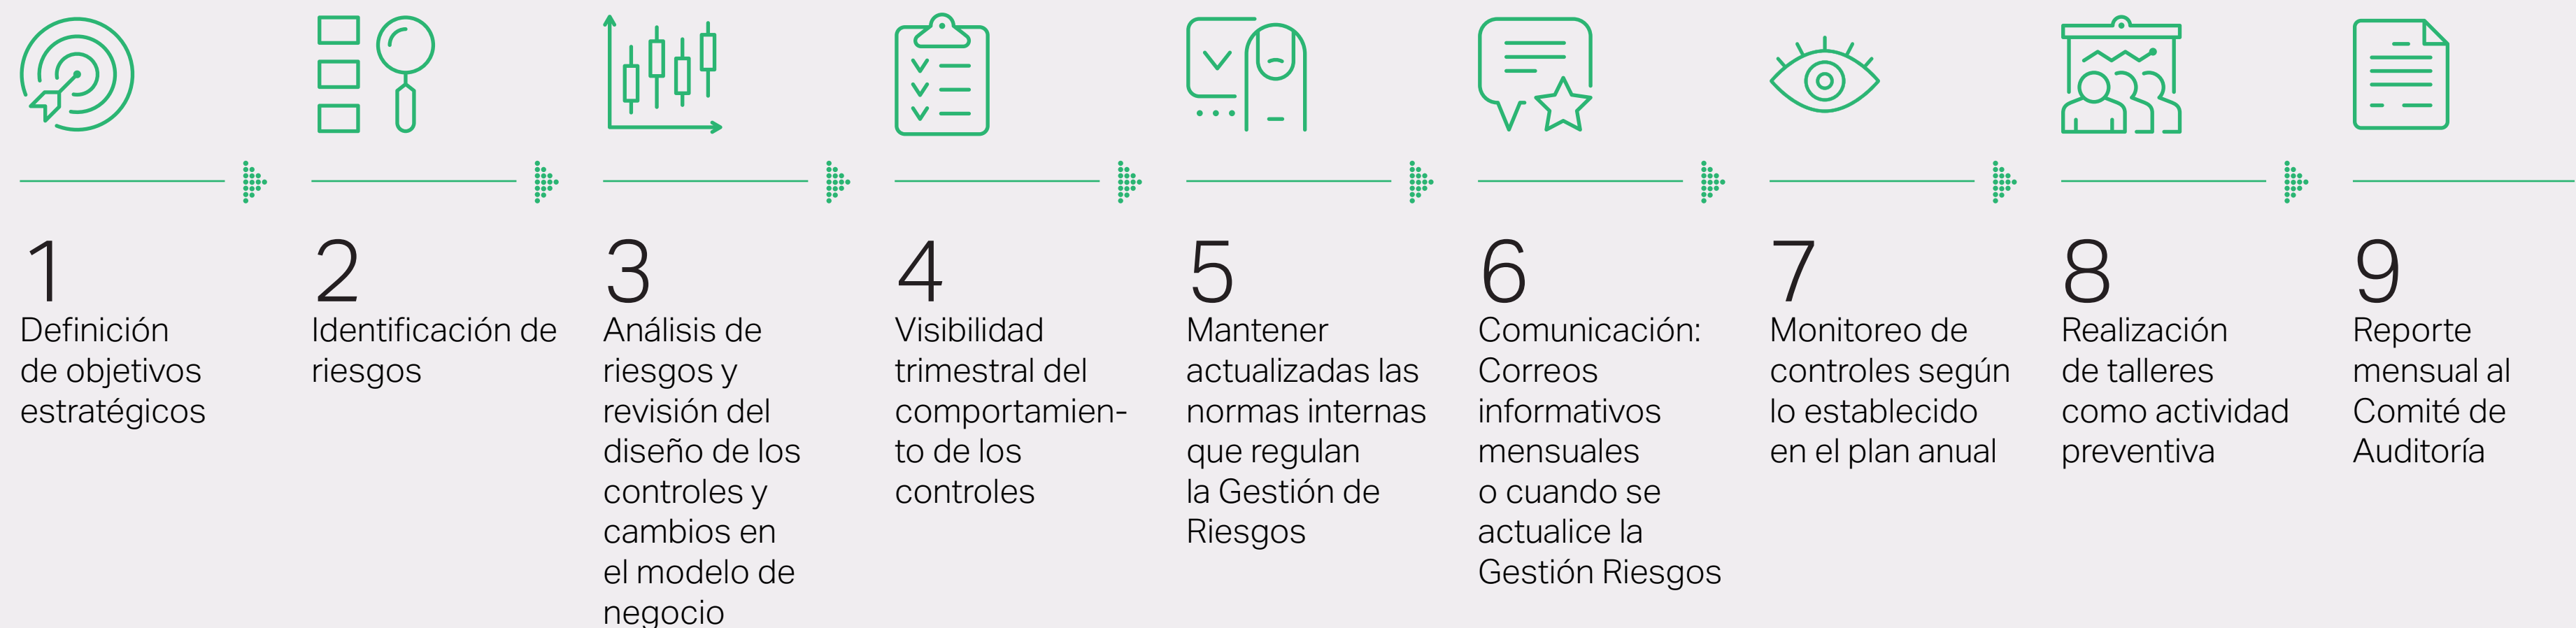 1
Definición
de objetivos
estratégicos
2
Identificación de
riesgos
3
Análisis de
riesgos y
revisión del
diseño de los
controles y
cambios en
el modelo de
negocio
4
Visibilidad
trimestral del
comportamien-
to de los
controles
5
Mantener
actualizadas las
normas internas
que regulan
la Gestión de
Riesgos
6
Comunicación:
Correos
informativos
mensuales
o cuando se
actualice la
Gestión Riesgos
7
Monitoreo de
controles según
lo establecido
en el plan anual
8
Realización
de talleres
como actividad
preventiva
9
Reporte
mensual al
Comité de
Auditoría